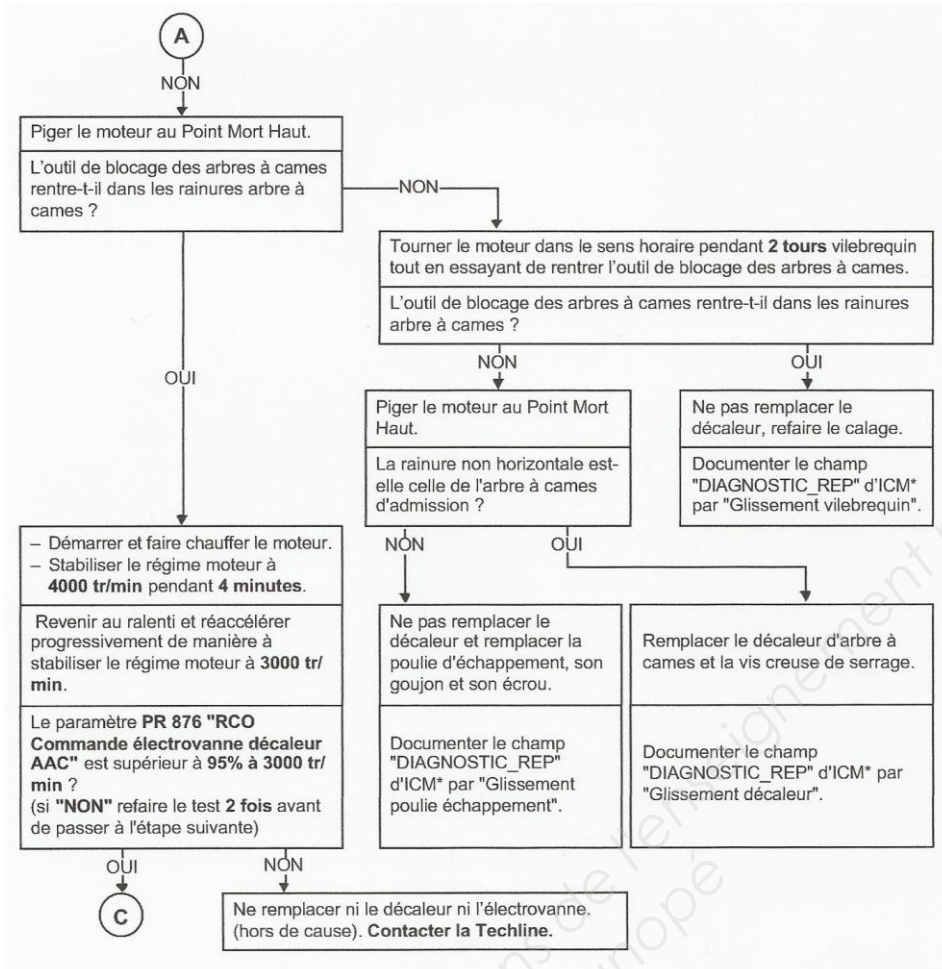 A
NON
Piger le moteur au Point Mort Haut.
L'outil de blocage des arbres à cames
rentre-t-il dans les rainures arbre à
cames ?
NON
Tourner le moteur dans le sens horaire pendant 2 tours vilebrequin
tout en essayant de rentrer l'outil de blocage des arbres à cames.
L'outil de blocage des arbres à cames rentre-t-il dans les rainures
arbre à cames ?
OUI
NON
OUI
Piger le moteur au Point Mort
Haut.
La rainure non horizontale est-
elle celle de l'arbre à cames
d'admission ?
Ne pas remplacer le
décaleur, refaire le calage.
Documenter le champ
"DIAGNOSTIC_REP" d'ICM*
par "Glissement vilebrequin".
NON
OUI
– Démarrer et faire chauffer le moteur.
– Stabiliser le régime moteur à
4000 tr/min pendant 4 minutes.
Revenir au ralenti et réaccélérer
progressivement de manière à
stabiliser le régime moteur à 3000 tr/
min.
Le paramètre PR 876 "RCO
Commande électrovanne décaleur
AAC" est supérieur à 95% à 3000 tr/
min ?
(si "NON" refaire le test 2 fois avant
de passer à l'étape suivante)
Ne pas remplacer le
décaleur et remplacer la
poulie d'échappement, son
goujon et son écrou.
Documenter le champ
"DIAGNOSTIC_REP"
d'ICM* par "Glissement
poulie échappement".
Remplacer le décaleur d'arbre à
cames et la vis creuse de serrage.
Documenter le champ
"DIAGNOSTIC_REP" d'ICM* par
"Glissement décaleur".
OUI
NON
C
Ne remplacer ni le décaleur ni l'électrovanne.
(hors de cause). Contacter la Techline.
ns de l'enseignement
anopé